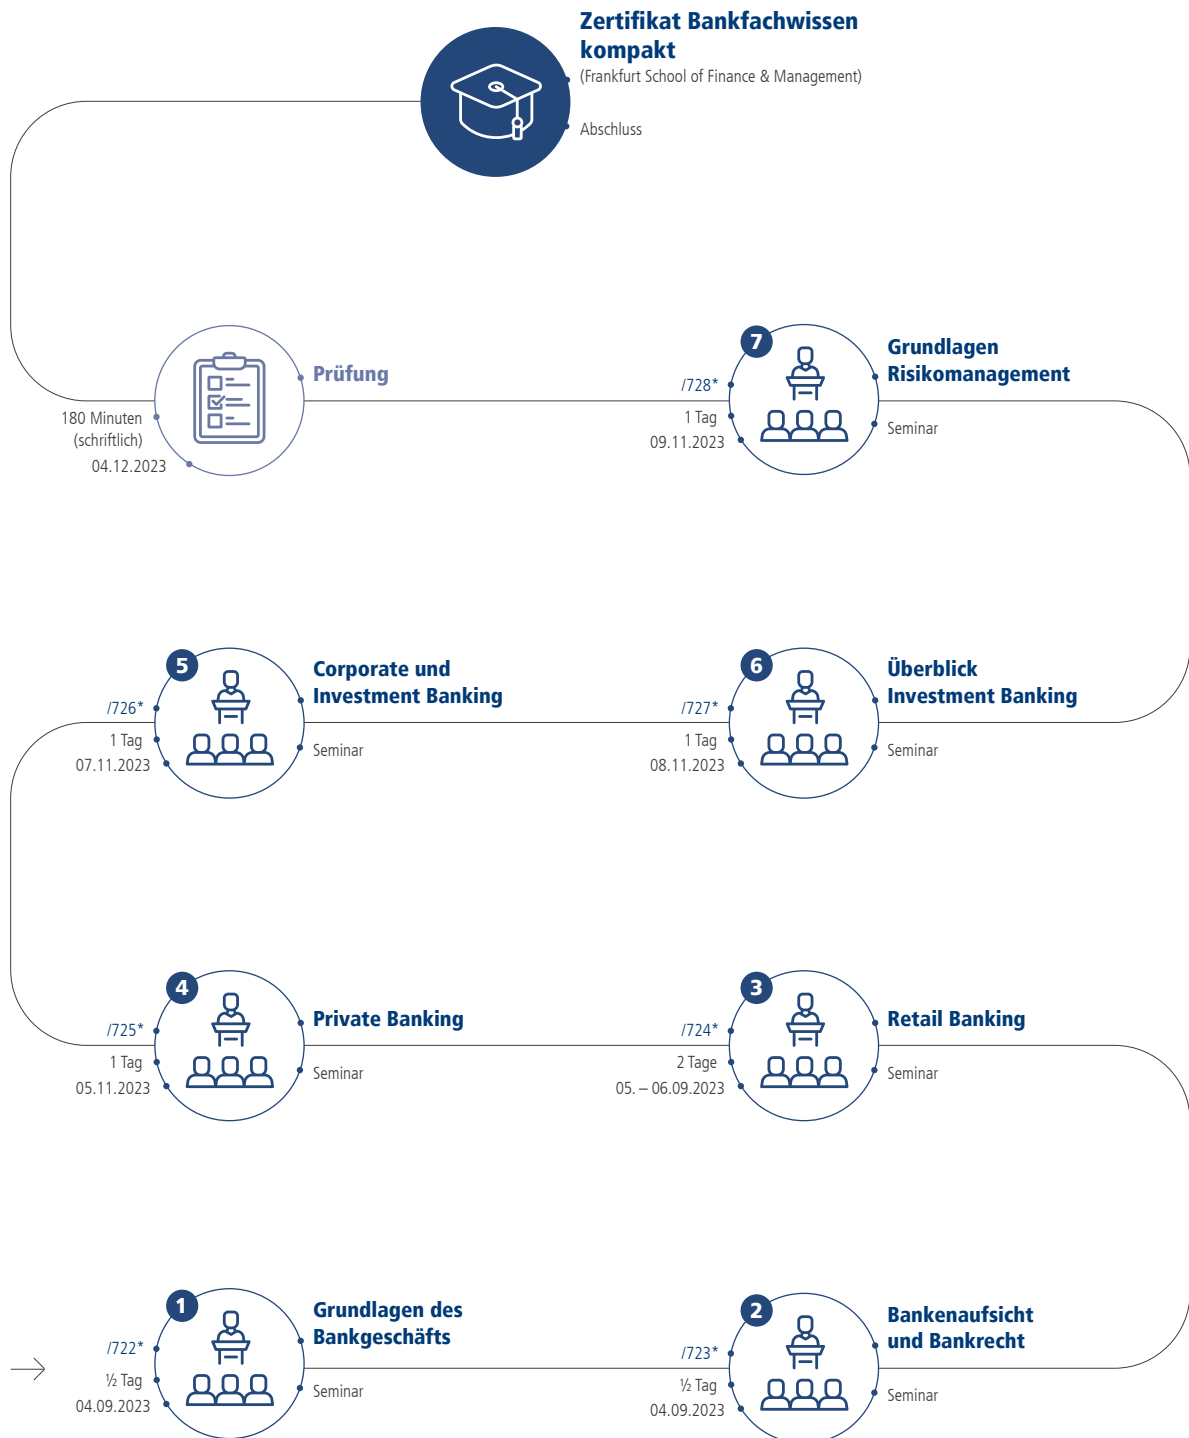 Zertifikat Bankfachwissen
kompakt
(Frankfurt School of Finance & Management)
Abschluss
Prüfung
180 Minuten
(schriftlich)
04.12.2023
7
Grundlagen
Risikomanagement
/728*
1 Tag
09.11.2023
Seminar
5
Corporate und
Investment Banking
/726*
1 Tag
07.11.2023
Seminar
6
Überblick
Investment Banking
/727*
1 Tag
08.11.2023
Seminar
4
Private Banking
/725*
1 Tag
05.11.2023
Seminar
3
Retail Banking
/724*
2 Tage
05. – 06.09.2023
Seminar
1
Grundlagen des
Bankgeschäfts
/722*
½ Tag
04.09.2023
Seminar
2
Bankenaufsicht
und Bankrecht
/723*
½ Tag
04.09.2023
Seminar